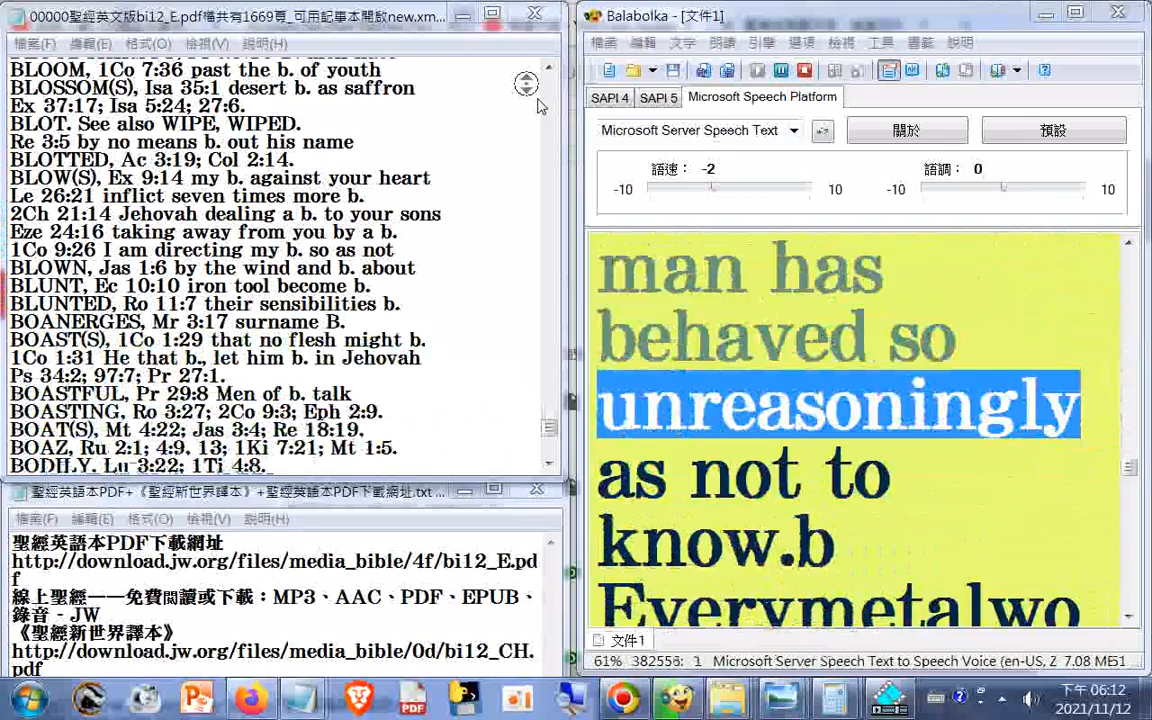 00000聖經英文版bi12_E.pdf檔共有1669頁_可用記事本開啟new.xm...
檔案(F) 編輯(E) 格式(O) 檢視(V) 說明(H)
BLOOM, 1Co 7:36 past the b. of youth
BLOSSOM(S), Isa 35:1 desert b. as saffron
Ex 37:17; Isa 5:24; 27:6.
BLOT. See also WIPE, WIPED.
Re 3:5 by no means b. out his name
BLOTTED, Ac 3:19; Col 2:14.
BLOW(S), Ex 9:14 my b. against your heart
Le 26:21 inflict seven times more b.
2Ch 21:14 Jehovah dealing a b. to your sons
Eze 24:16 taking away from you by a b.
1Co 9:26 I am directing my b. so as not
BLOWN, Jas 1:6 by the wind and b. about
BLUNT, Ec 10:10 iron tool become b.
BLUNTED, Ro 11:7 their sensibilities b.
BOANERGES, Mr 3:17 surname B.
BOAST(S), 1Co 1:29 that no flesh might b.
1Co 1:31 He that b., let him b. in Jehovah
Ps 34:2; 97:7; Pr 27:1.
BOASTFUL, Pr 29:8 Men of b. talk
BOASTING, Ro 3:27; 2Co 9:3; Eph 2:9.
BOAT(S), Mt 4:22; Jas 3:4; Re 18:19.
BOAZ, Ru 2:1; 4:9, 13; 1Ki 7:21; Mt 1:5.
BODILY, Lu 3:22; 1Ti 4:8.
聖經英語本PDF+《聖經新世界譯本》+聖經英語本PDF下載網址.txt ...
檔案(F) 編輯(E) 格式(O) 檢視(V) 說明(H)
聖經英語本PDF下載網址
http://download.jw.org/files/media_bible/4f/bi12_E.pd
f
線上聖經——免費閱讀或下載：MP3、AAC、PDF、EPUB、
錄音 - JW
《聖經新世界譯本》
http://download.jw.org/files/media_bible/0d/bi12_CH.
pdf
Balabolka - [文件1]
檔案 編輯 文字 朗讀 引擎 選項 工具 書籤 說明
SAPI 4 SAPI 5 Microsoft Speech Platform
Microsoft Server Speech Text 關於 預設
語速： -2 語調： 0
-10 10 -10 10
man has
behaved so
unreasoningly
as not to
know.b
Everymetalwo
文件1
61% 382556: 1 Microsoft Server Speech Text to Speech Voice (en-US, Z 7.08 ME51
下午 06:12
2021/11/12